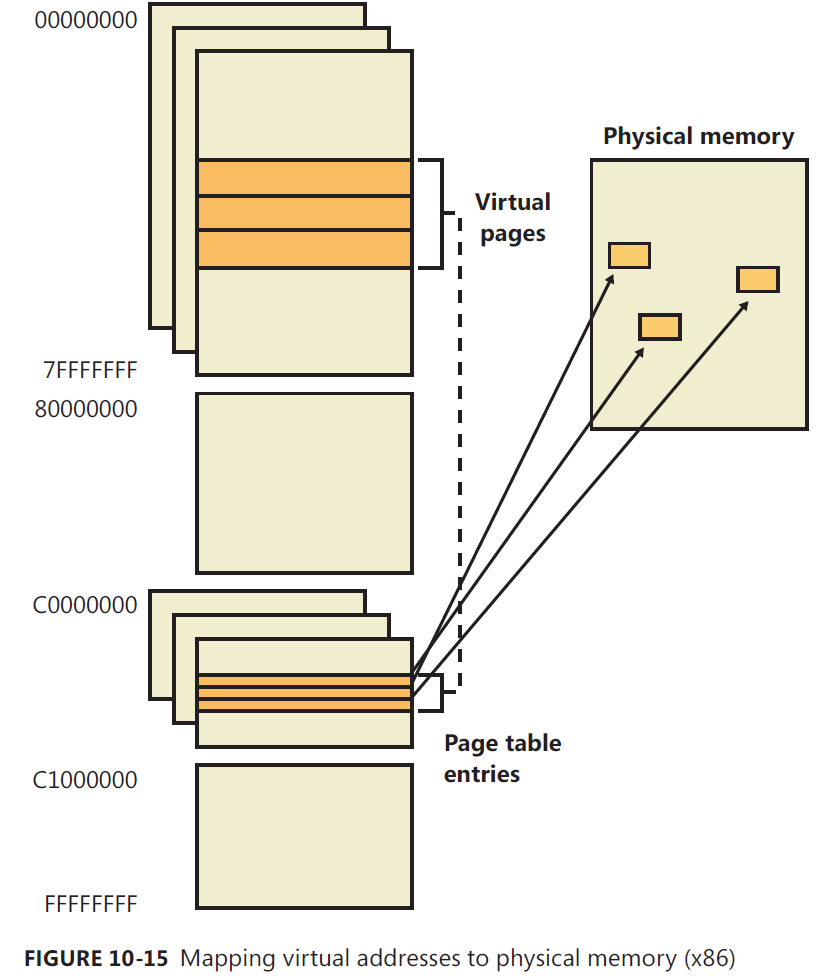 00000000
Physical memory
Virtual
pages
7FFFFFFF
80000000
C0000000
Page table
entries
C1000000
FFFFFFFF
FIGURE 10-15 Mapping virtual addresses to physical memory (x86)